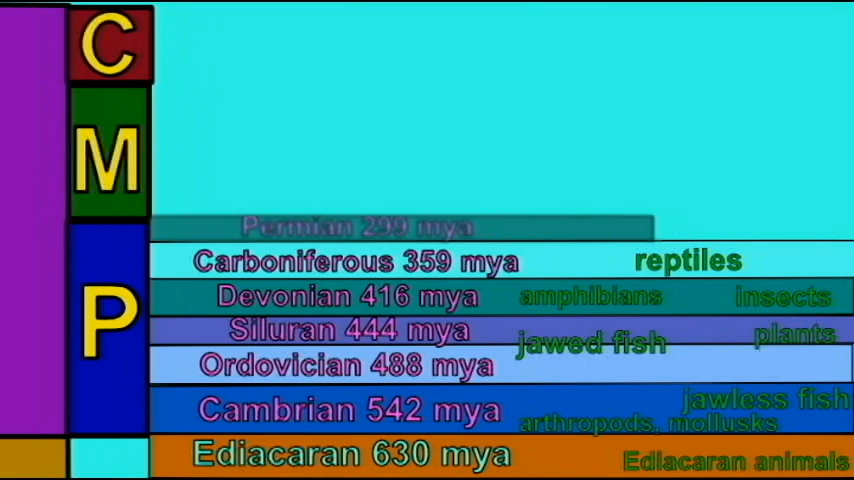 C
M
P
Permian 299 mya
Carboniferous 359 mya
reptiles
Devonian 416 mya
amphibians
insects
Siluran 444 mya
plants
jawed fish
Ordovician 488 mya
Cambrian 542 mya
jawless fish
arthropods, mollusks
Ediacaran 630 mya
Ediacaran animals